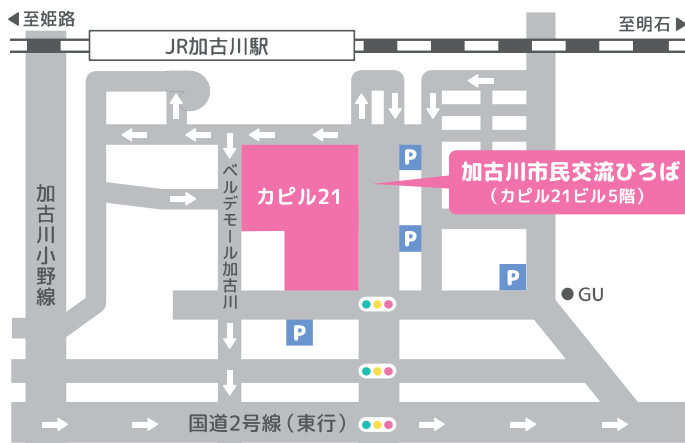 至姫路
至明石
JR加古川駅
P
加古川市民交流ひろば
(カピル21ビル5階)
カピル21
ベルデモール加古川
加古川小野線
P
P
GU
P
国道2号線(東行)